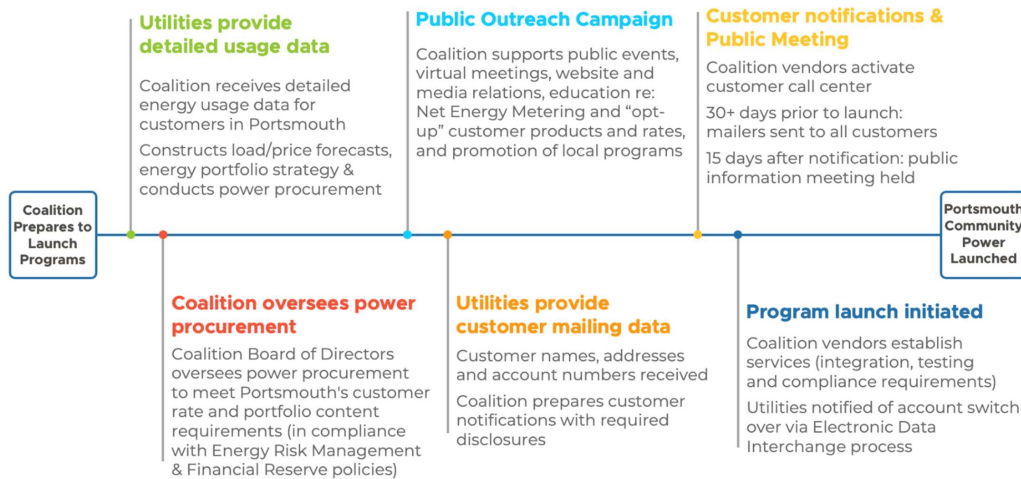 Coalition
Prepares to
Launch
Programs
Utilities provide
detailed usage data
Coalition receives detailed
energy usage data for
customers in Portsmouth
Constructs load/price forecasts,
energy portfolio strategy &
conducts power procurement
Coalition oversees power
procurement
Coalition Board of Directors
oversees power procurement
to meet Portsmouth's customer
rate and portfolio content
requirements (in compliance
with Energy Risk Management
& Financial Reserve policies)
Public Outreach Campaign
Coalition supports public events,
virtual meetings, website and
media relations, education re:
Net Energy Metering and “opt-
up” customer products and rates,
and promotion of local programs
Utilities provide
customer mailing data
Customer names, addresses
and account numbers received
Coalition prepares customer
notifications with required
disclosures
Customer notifications &
Public Meeting
Coalition vendors activate
customer call center
30+ days prior to launch:
mailers sent to all customers
15 days after notification: public
information meeting held
Program launch initiated
Coalition vendors establish
services (integration, testing
and compliance requirements)
Utilities notified of account switch
over via Electronic Data
Interchange process
Portsmouth
Community
Power
Launched